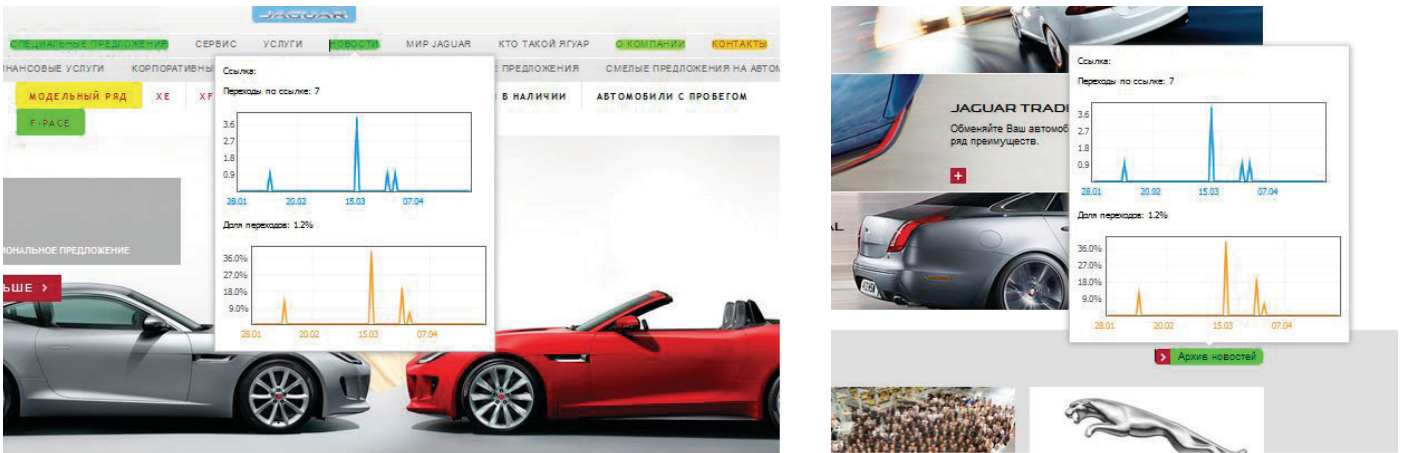 JAGUAR
СПЕЦИАЛЬНЫЕ ПРЕДЛОЖЕНИЯ СЕРВИС УСЛУГИ НОВОСТИ МИР JAGUAR КТО ТАКОЙ ЯГУАР О КОМПАНИИ КОНТАКТЫ
НАНСОВЫЕ УСЛУГИ КОРПОРАТИВНЫ Е ПРЕДЛОЖЕНИЯ СМЕЛЫЕ ПРЕДЛОЖЕНИЯ НА АВТОМ
МОДЕЛЬНЫЙ РЯД XE XF В НАЛИЧИИ АВТОМОБИЛИ С ПРОБЕГОМ
F-PACE
Ссылка:
Переходы по ссылке: 7
3.6
2.7
1.8
0.9
28.01 20.02 15.03 07.04
Доля переходов: 1.2%
36.0%
27.0%
18.0%
9.0%
28.01 20.02 15.03 07.04
ИОНАЛЬНОЕ ПРЕДЛОЖЕНИЕ
ЬШЕ >
JAGUAR TRADE
Обменяйте Ваш автомоб
ряд преимуществ.
+
Ссылка:
Переходы по ссылке: 7
3.6
2.7
1.8
0.9
28.01 20.02 15.03 07.04
Доля переходов: 1.2%
36.0%
27.0%
18.0%
9.0%
28.01 20.02 15.03 07.04
> Архив новостей